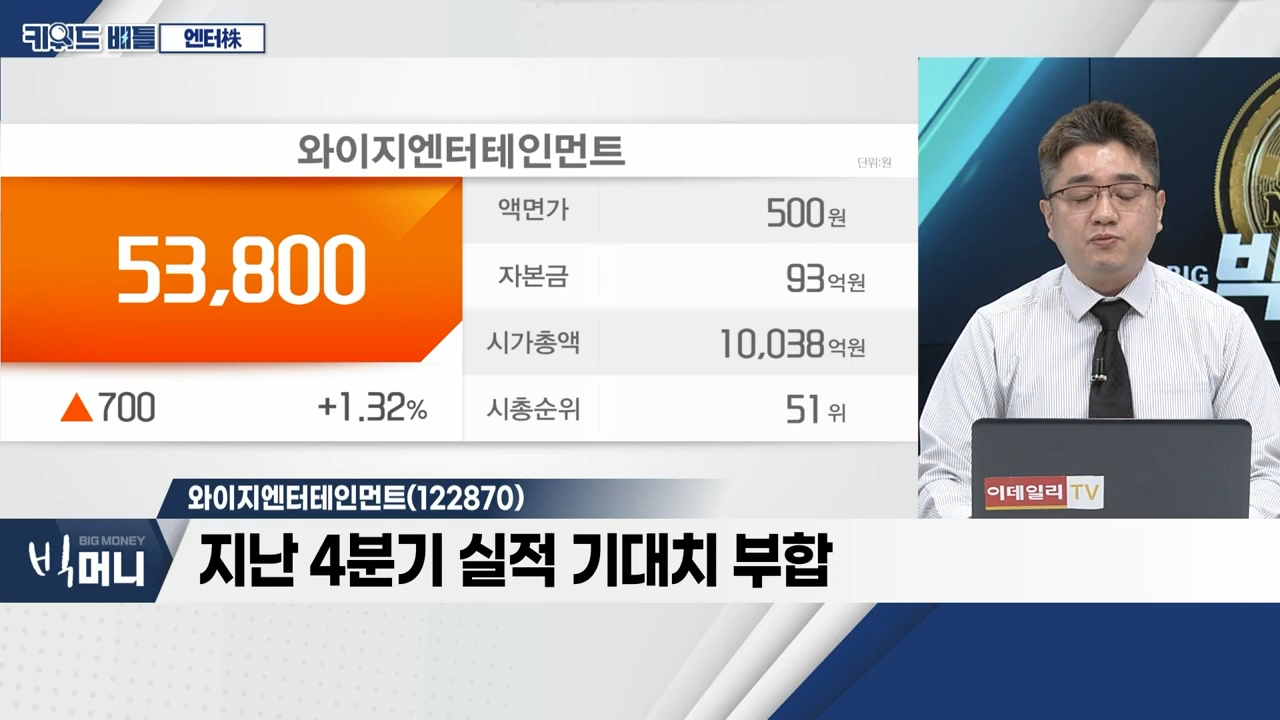 키워드 배틀 엔터株
와이지엔터테인먼트
단위:원
53,800
▲700 +1.32%
액면가 500원
자본금 93억원
시가총액 10,038억원
시총순위 51위
BIG
빅
이데일리TV
와이지엔터테인먼트(122870)
BIG MONEY
빅머니
지난 4분기 실적 기대치 부합